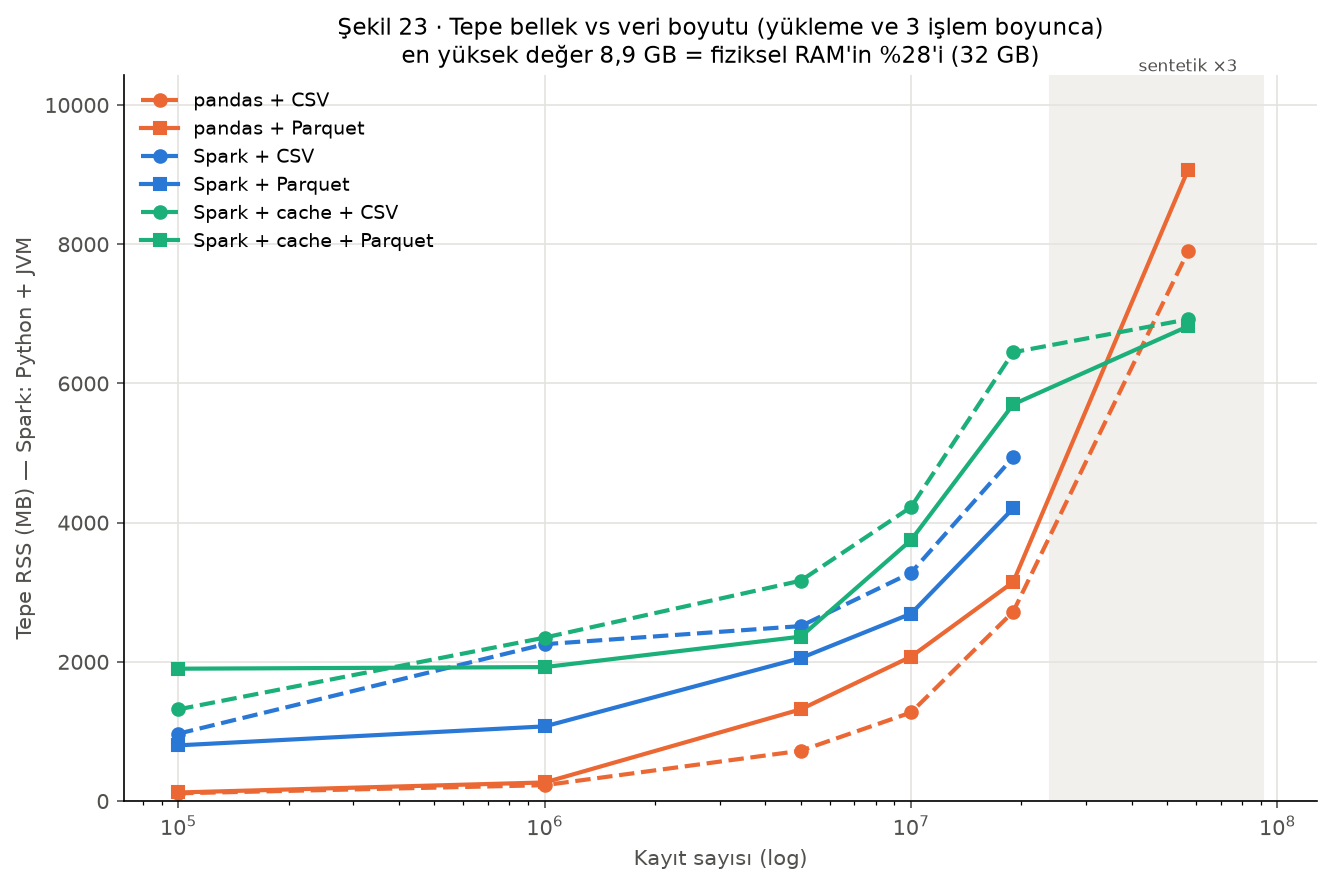 Şekil 23 · Tepe bellek vs veri boyutu (yükleme ve 3 işlem boyunca)
en yüksek değer 8,9 GB = fiziksel RAM'in %28'i (32 GB)
sentetik ×3
pandas + CSV
pandas + Parquet
Spark + CSV
Spark + Parquet
Spark + cache + CSV
Spark + cache + Parquet
Tepe RSS (MB) — Spark: Python + JVM
10000
8000
6000
4000
2000
0
10⁵
10⁶
10⁷
10⁸
Kayıt sayısı (log)